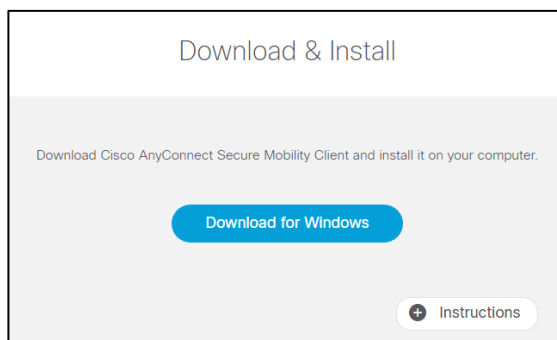 Download & Install
Download Cisco AnyConnect Secure Mobility Client and install it on your computer.
Download for Windows
Instructions